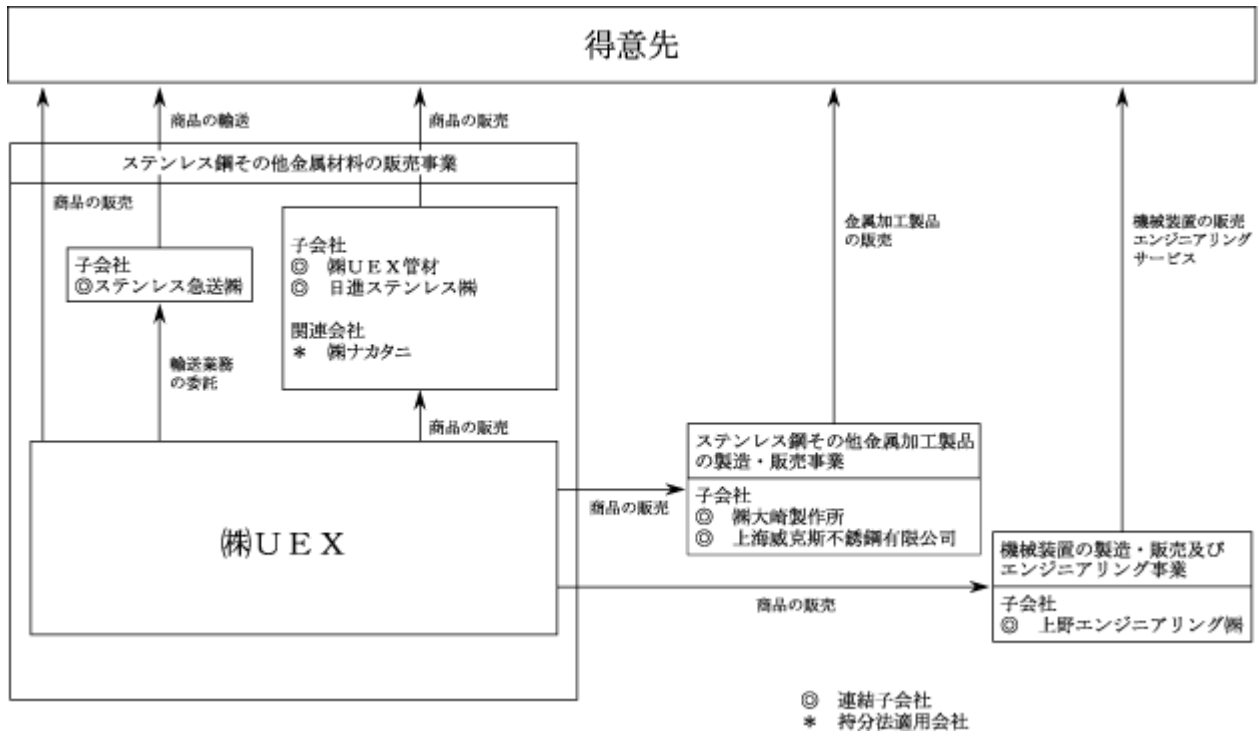 得意先
商品の輸送
商品の販売
ステンレス鋼その他金属材料の販売事業
商品の販売
子会社
◎ステンレス急送㈱
子会社
◎ ㈱UEX管材
◎ 日進ステンレス㈱
関連会社
* ㈱ナカタニ
輸送業務
の委託
商品の販売
㈱UEX
金属加工製品
の販売
機械装置の販売
エンジニアリング
サービス
商品の販売
ステンレス鋼その他金属加工製品
の製造・販売事業
子会社
◎ ㈱大崎製作所
◎ 上海威克斯不銹鋼有限公司
商品の販売
機械装置の製造・販売及び
エンジニアリング事業
子会社
◎ 上野エンジニアリング㈱
◎ 連結子会社
* 持分法適用会社